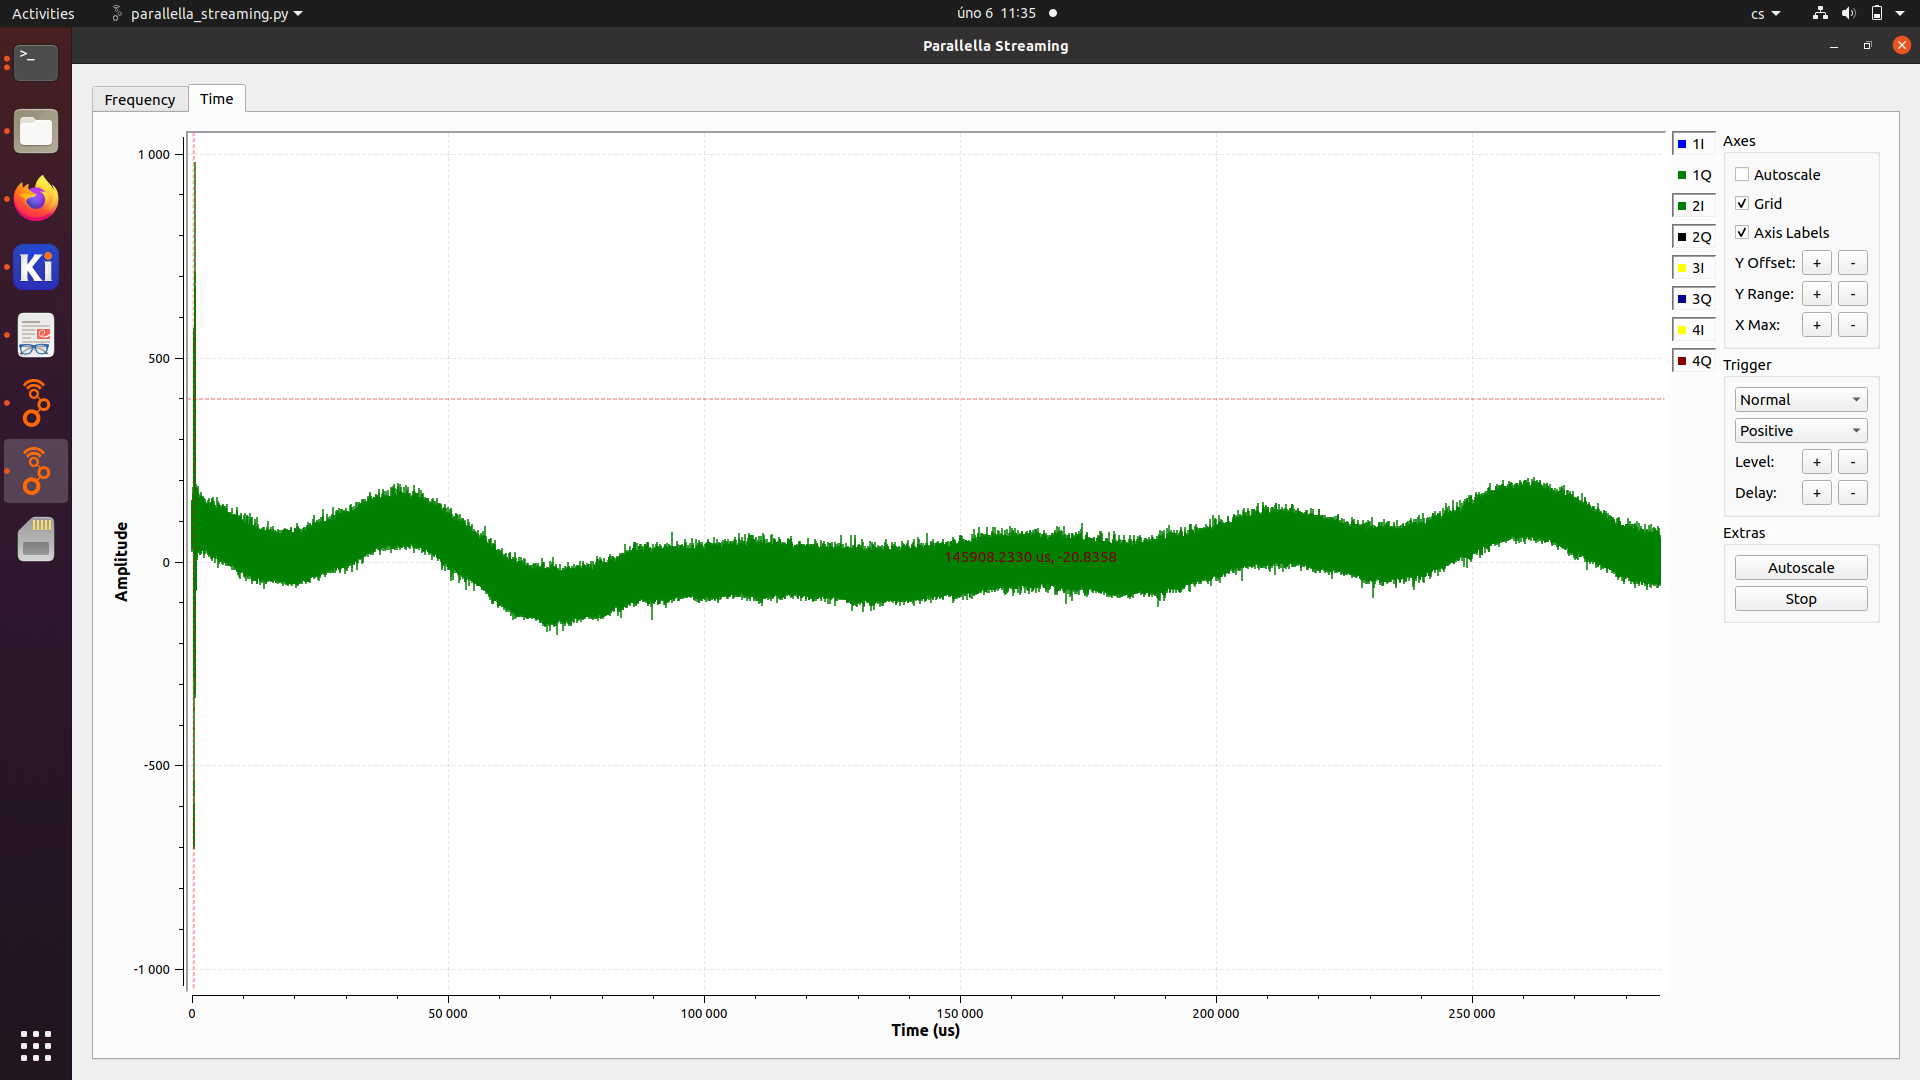 Activities
parallella_streaming.py
úno 6 11:35
cs
Parallella Streaming
Frequency
Time
1 000
500
0
-500
-1 000
Amplitude
145908.2330 us, -20.8358
0
50 000
100 000
150 000
200 000
250 000
Time (us)
1I
1Q
2I
2Q
3I
3Q
4I
4Q
Axes
Autoscale
Grid
Axis Labels
Y Offset: + -
Y Range: + -
X Max: + -
Trigger
Normal
Positive
Level: + -
Delay: + -
Extras
Autoscale
Stop
>_
Ki